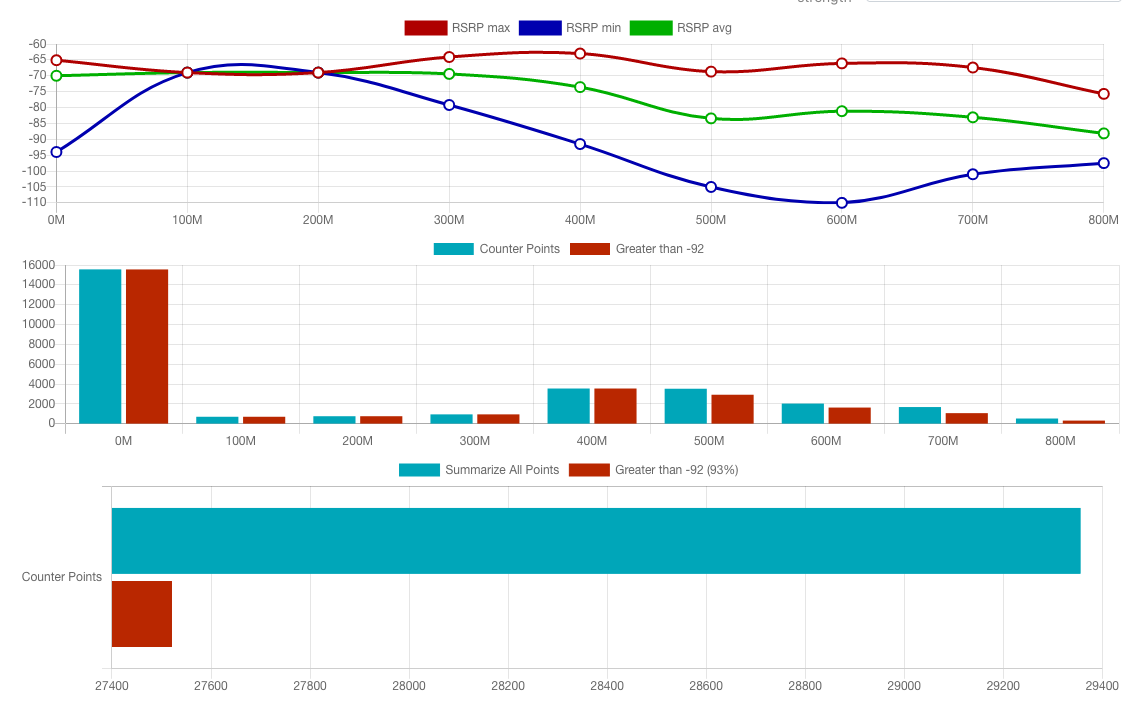 strength
RSRP max RSRP min RSRP avg
-60
-65
-70
-75
-80
-85
-90
-95
-100
-105
-110
0M 100M 200M 300M 400M 500M 600M 700M 800M
Counter Points Greater than -92
16000
14000
12000
10000
8000
6000
4000
2000
0
0M 100M 200M 300M 400M 500M 600M 700M 800M
Summarize All Points Greater than -92 (93%)
Counter Points
27400 27600 27800 28000 28200 28400 28600 28800 29000 29200 29400